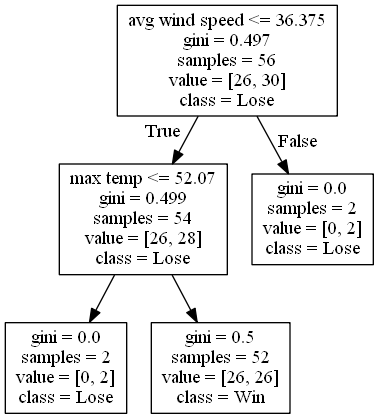 avg wind speed <= 36.375
gini = 0.497
samples = 56
value = [26, 30]
class = Lose
True
False
max temp <= 52.07
gini = 0.499
samples = 54
value = [26, 28]
class = Lose
gini = 0.0
samples = 2
value = [0, 2]
class = Lose
gini = 0.0
samples = 2
value = [0, 2]
class = Lose
gini = 0.5
samples = 52
value = [26, 26]
class = Win